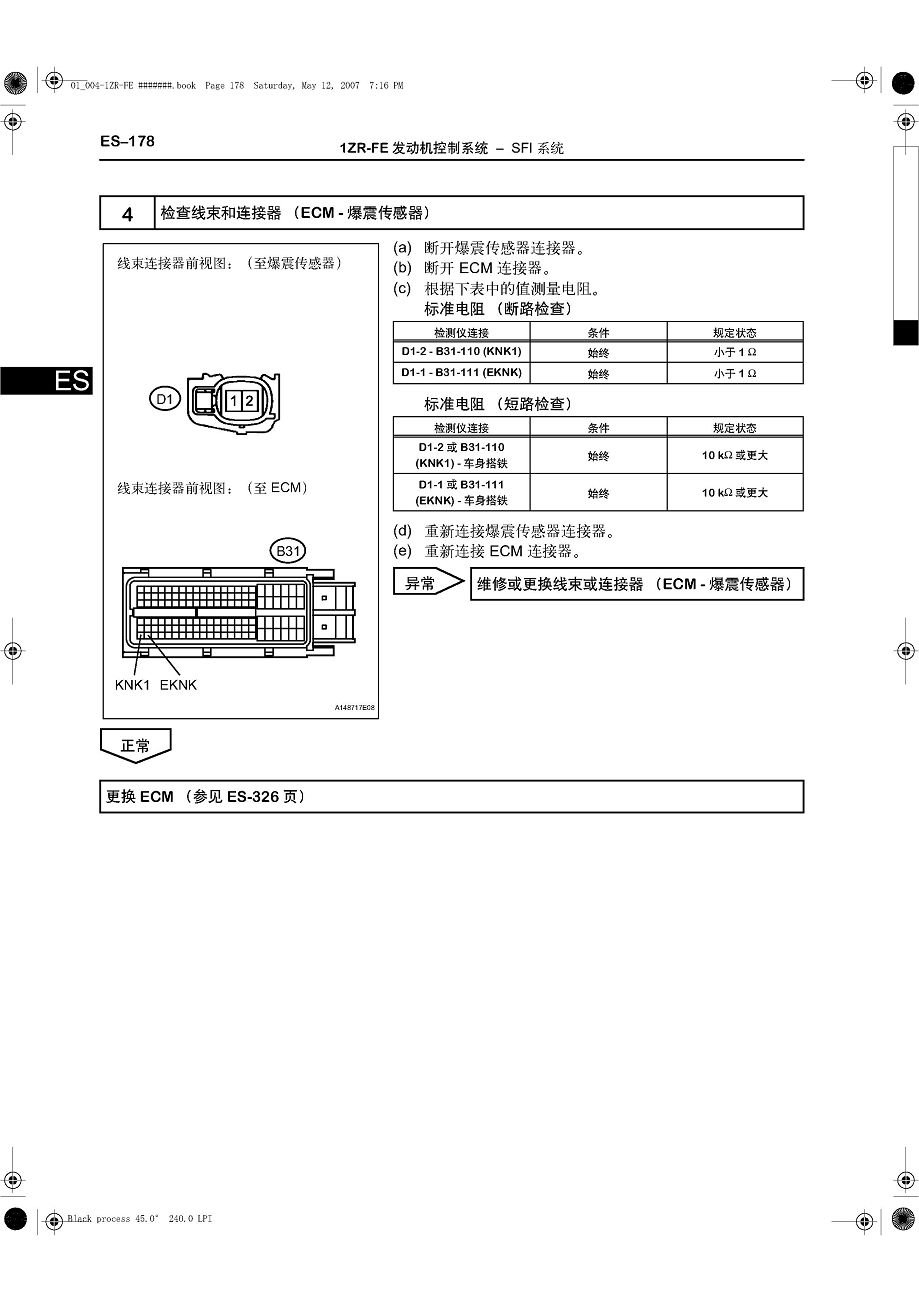 01_004-1ZR-FE #######.book Page 178 Saturday, May 12, 2007 7:16 PM
ES–178
1ZR-FE 发动机控制系统 – SFI 系统
4 检查线束和连接器 （ECM - 爆震传感器）
线束连接器前视图：（至爆震传感器）
D1
1 2
线束连接器前视图：（至 ECM）
B31
KNK1 EKNK
A148717E08
ES
(a) 断开爆震传感器连接器。
(b) 断开 ECM 连接器。
(c) 根据下表中的值测量电阻。
标准电阻 （断路检查）
检测仪连接 条件 规定状态
D1-2 - B31-110 (KNK1) 始终 小于 1 Ω
D1-1 - B31-111 (EKNK) 始终 小于 1 Ω
标准电阻 （短路检查）
检测仪连接 条件 规定状态
D1-2 或 B31-110
(KNK1) - 车身搭铁 始终 10 kΩ 或更大
D1-1 或 B31-111
(EKNK) - 车身搭铁 始终 10 kΩ 或更大
(d) 重新连接爆震传感器连接器。
(e) 重新连接 ECM 连接器。
异常 维修或更换线束或连接器 （ECM - 爆震传感器）
正常
更换 ECM （参见 ES-326 页）
Black process 45.0° 240.0 LPI